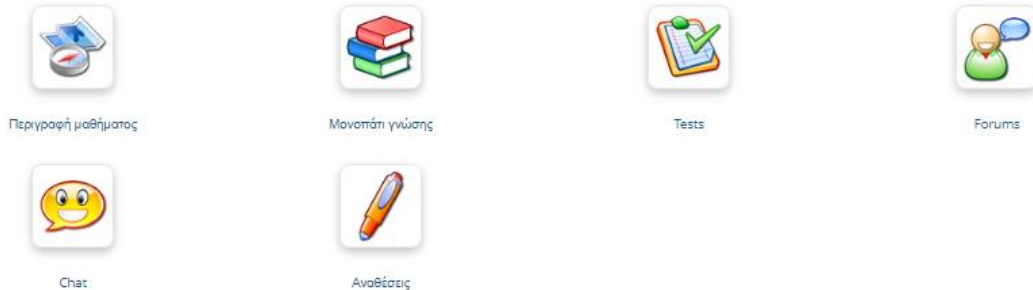 Περιγραφή μαθήματος
Μονοπάτι γνώσης
Tests
Forums
Chat
Αναθέσεις